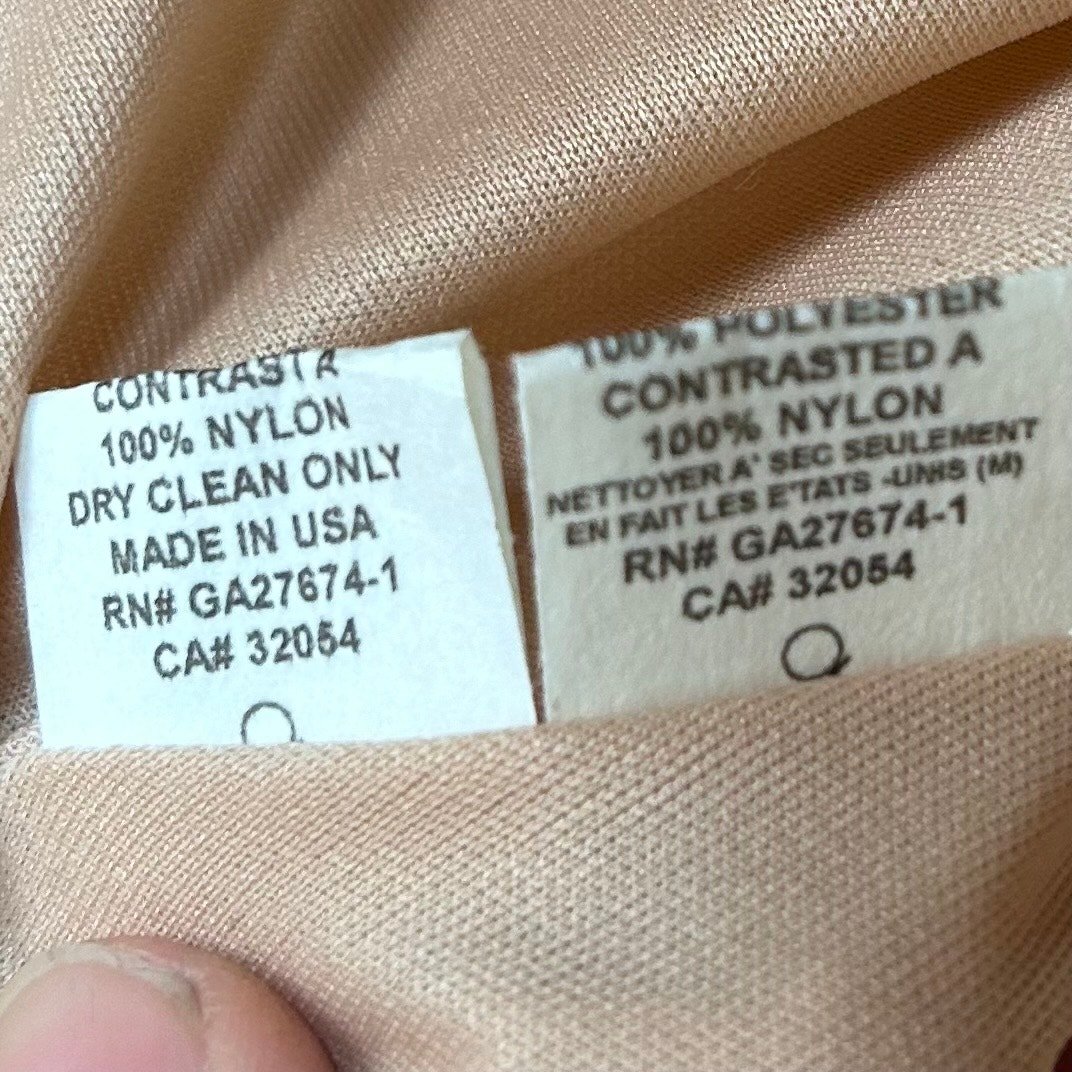 CONTRAST A
100% NYLON
DRY CLEAN ONLY
MADE IN USA
RN# GA27674-1
CA# 32054
100% POLYESTER
CONTRASTED A
100% NYLON
NETTOYER A' SEC SEULEMENT
EN FAIT LES E'TATS -UNIS (M)
RN# GA27674-1
CA# 32054